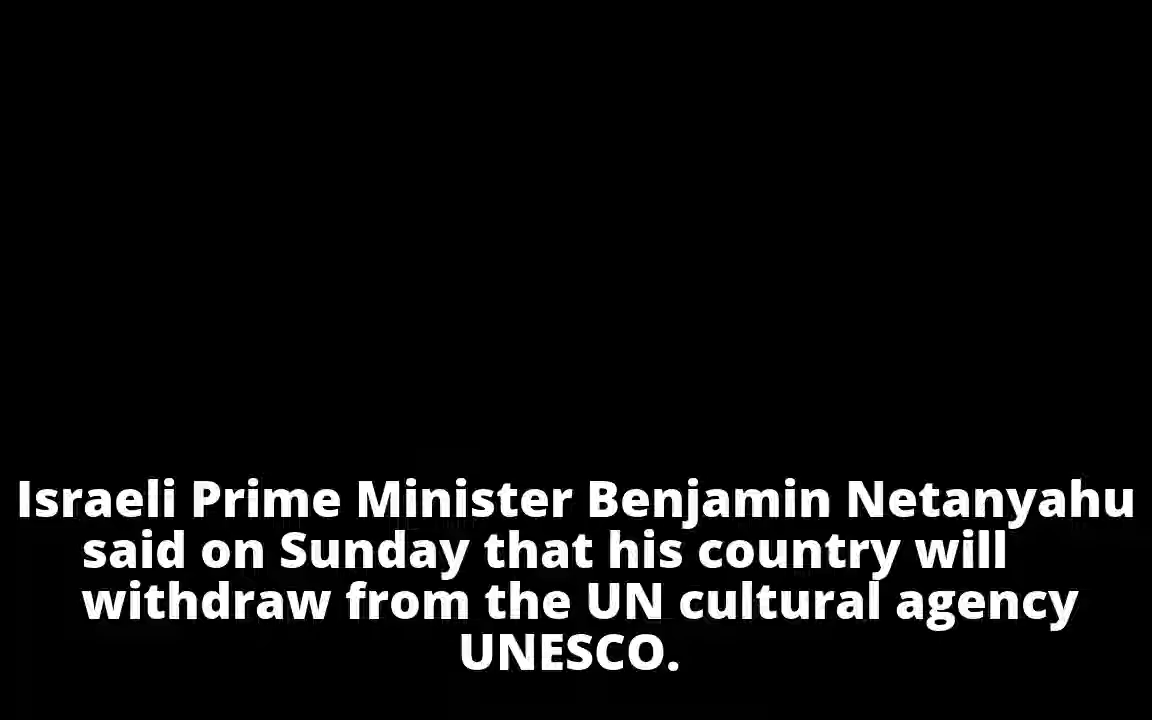 Israeli Prime Minister Benjamin Netanyahu
said on Sunday that his country will
withdraw from the UN cultural agency
UNESCO.